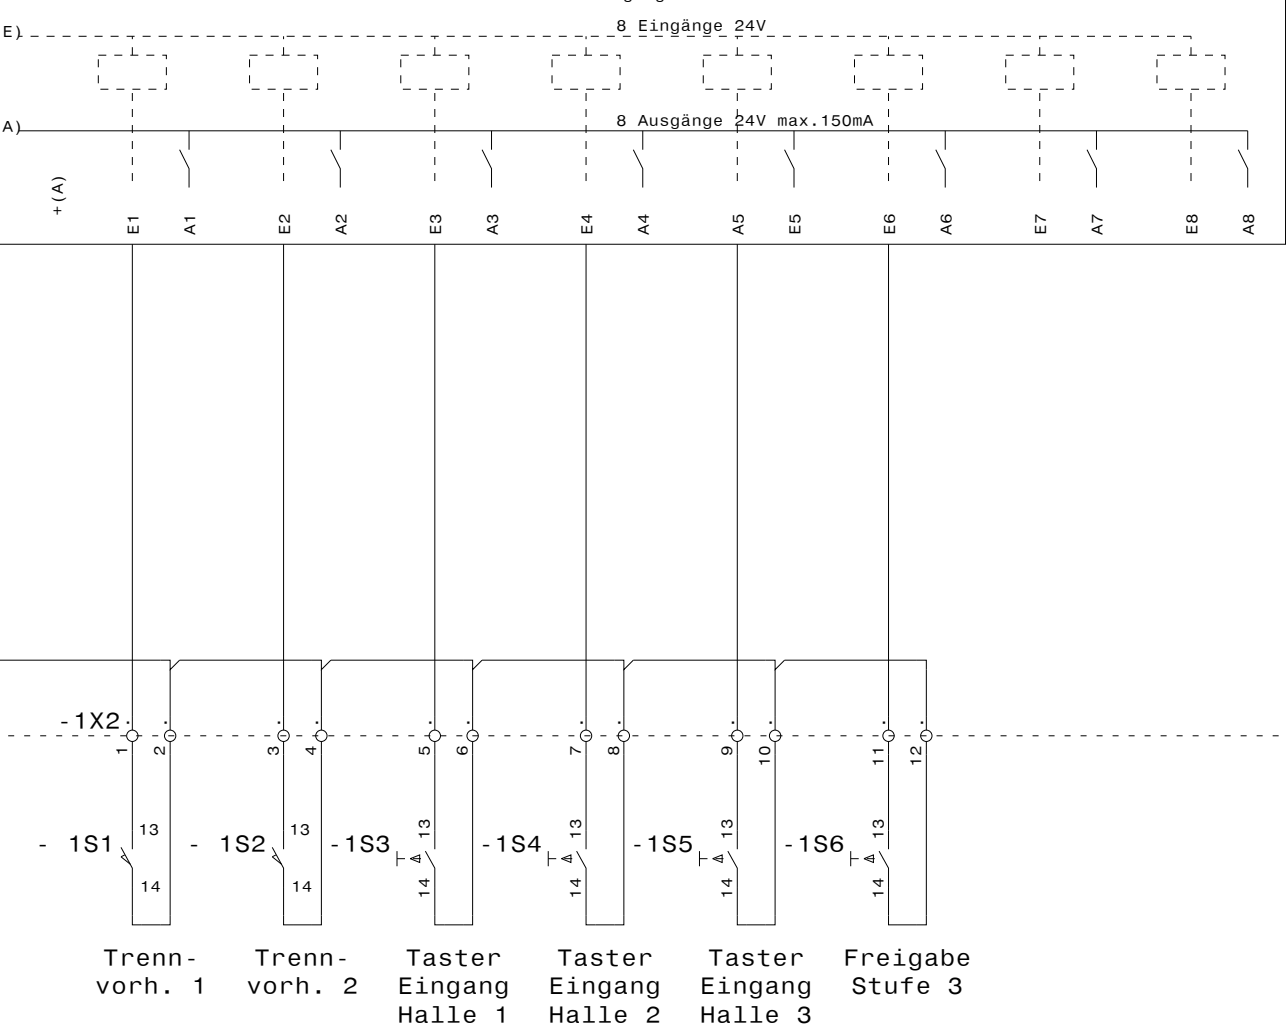 E)
8 Eingänge 24V
A)
8 Ausgänge 24V max.150mA
+(A)
E1 A1 E2 A2 E3 A3 E4 A4 A5 E5 E6 A6 E7 A7 E8 A8
-1X2
1 2 3 4 5 6 7 8 9 10 11 12
13 13 13 13 13 13
- 1S1 - 1S2 -1S3 -1S4 -1S5 -1S6
14 14 14 14 14 14
Trenn- Trenn- Taster Taster Taster Freigabe
vorh. 1 vorh. 2 Eingang Eingang Eingang Stufe 3
Halle 1 Halle 2 Halle 3